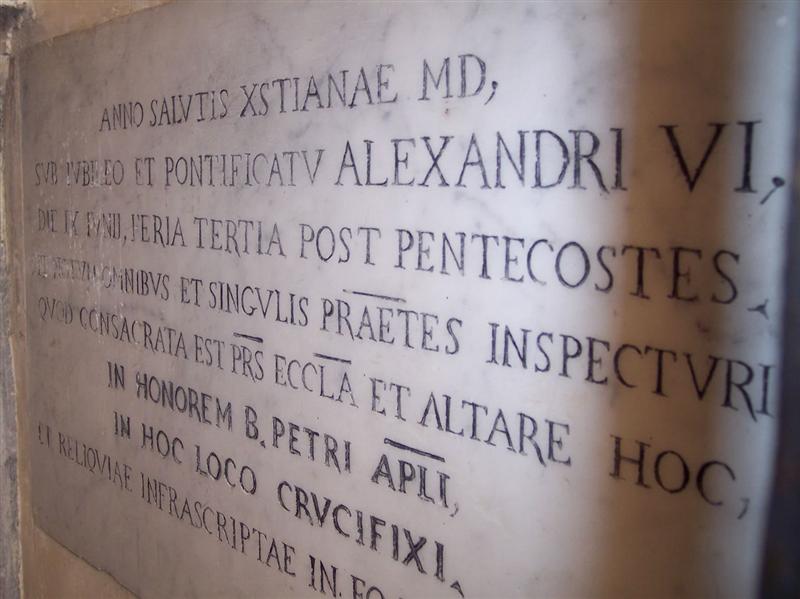 ANNO SALVTIS XSTIANAE MD,
SVB IVBILEO ET PONTIFICATV ALEXANDRI VI,
DIE IX IVNII, FERIA TERTIA POST PENTECOSTES
OMNIBVS ET SINGVLIS PRAETES INSPECTVRI
QVOD CONSACRATA EST PRS ECCLA ET ALTARE HOC,
IN HONOREM B. PETRI APLI,
IN HOC LOCO CRVCIFIXI,
ET RELIQVIAE INFRASCRIPTAE IN